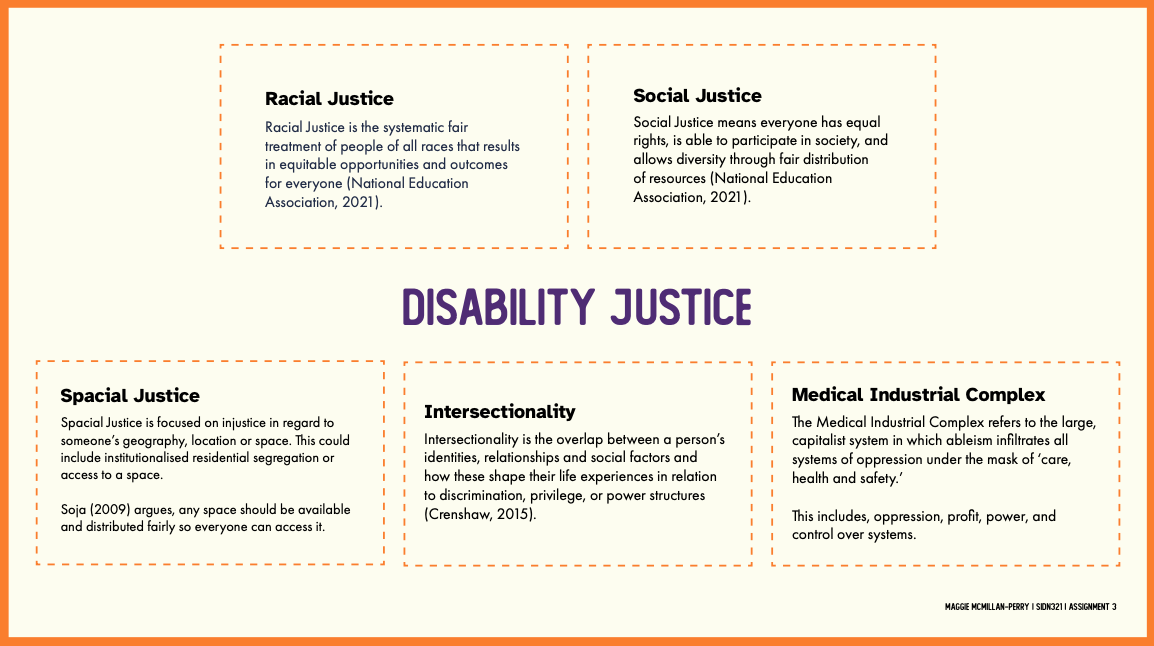 Racial Justice
Racial Justice is the systematic fair
treatment of people of all races that results
in equitable opportunities and outcomes
for everyone (National Education
Association, 2021).
Social Justice
Social Justice means everyone has equal
rights, is able to participate in society, and
allows diversity through fair distribution
of resources (National Education
Association, 2021).
DISABILITY JUSTICE
Spacial Justice
Spacial Justice is focused on injustice in regard to
someone's geography, location or space. This could
include institutionalised residential segregation or
access to a space.
Soja (2009) argues, any space should be available
and distributed fairly so everyone can access it.
Intersectionality
Intersectionality is the overlap between a person's
identities, relationships and social factors and
how these shape their life experiences in relation
to discrimination, privilege, or power structures
(Crenshaw, 2015).
Medical Industrial Complex
The Medical Industrial Complex refers to the large,
capitalist system in which ableism infiltrates all
systems of oppression under the mask of 'care,
health and safety.'
This includes, oppression, profit, power, and
control over systems.
MAGGIE MCMILLAN-PERRY | SIDN321 | ASSIGNMENT 3